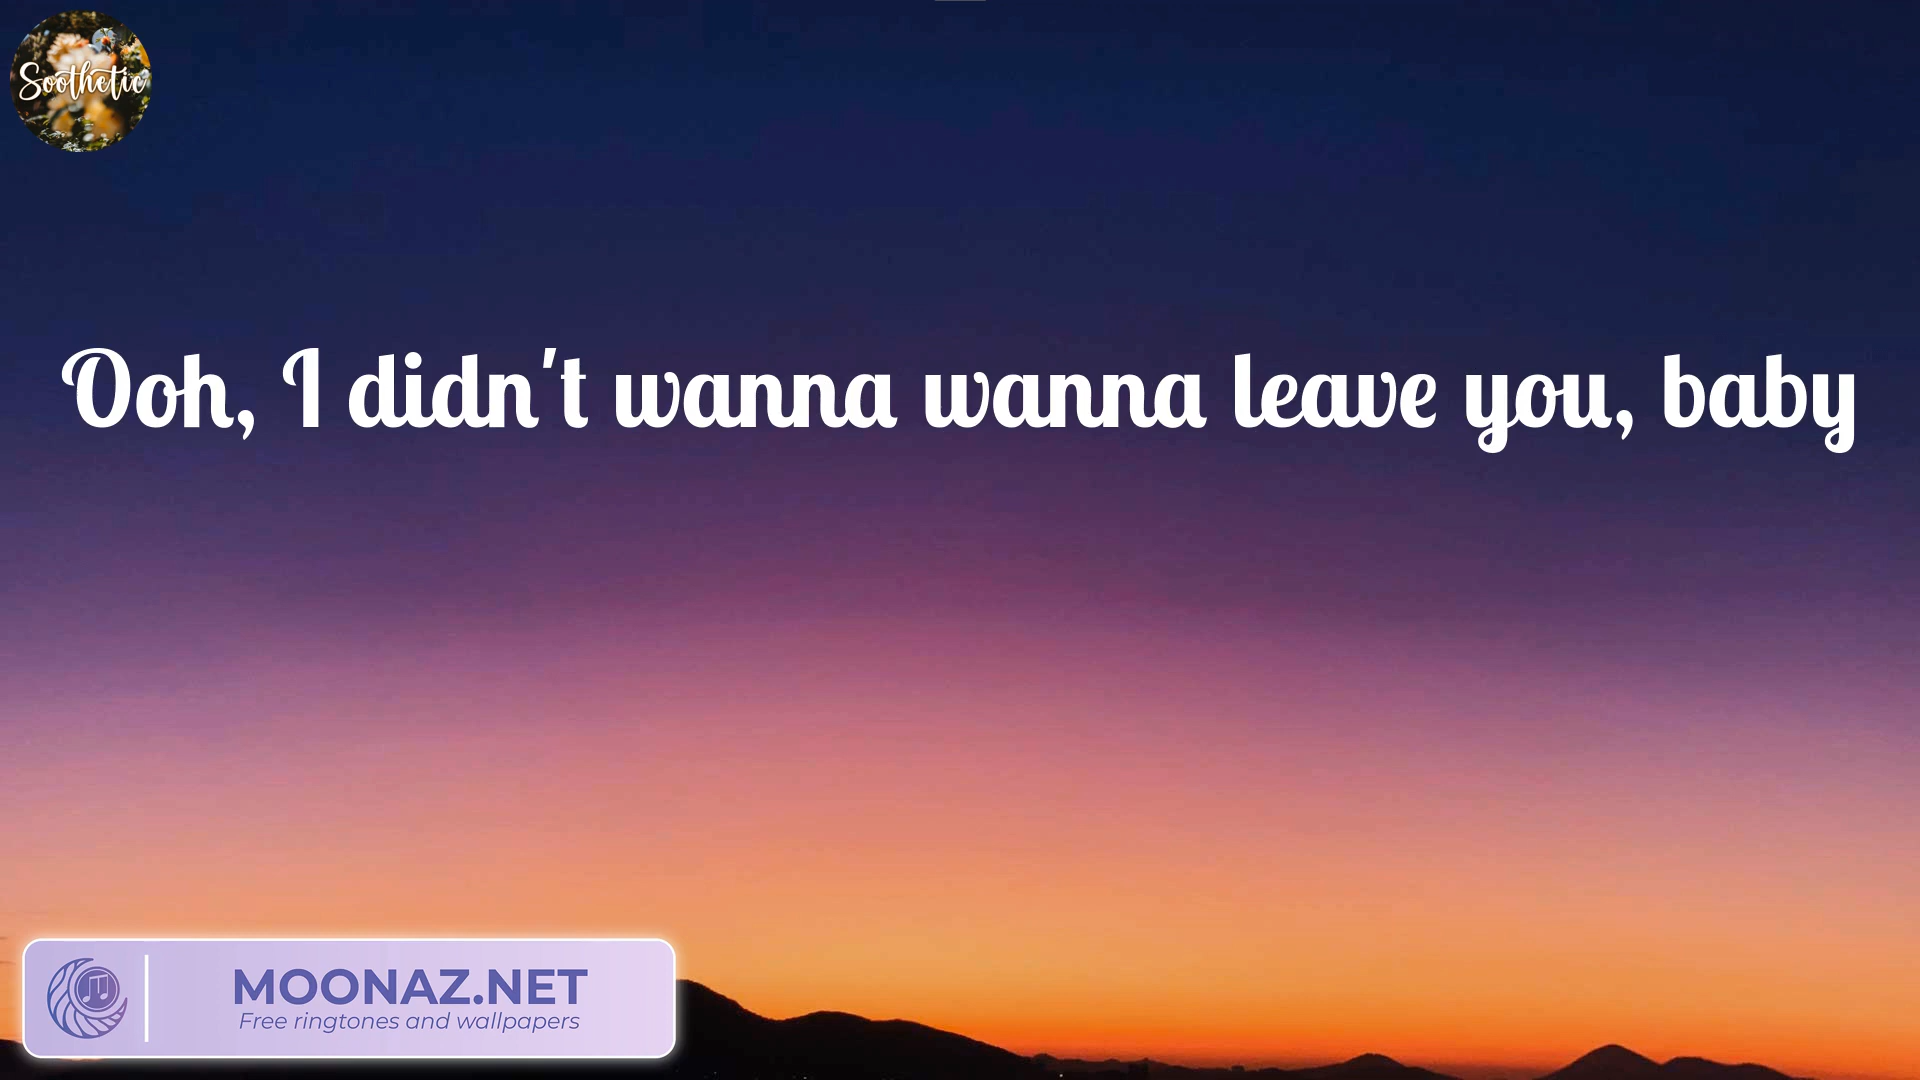 Soothetic
Ooh, I didn't wanna wanna leave you, baby
MOONAZ.NET
Free ringtones and wallpapers